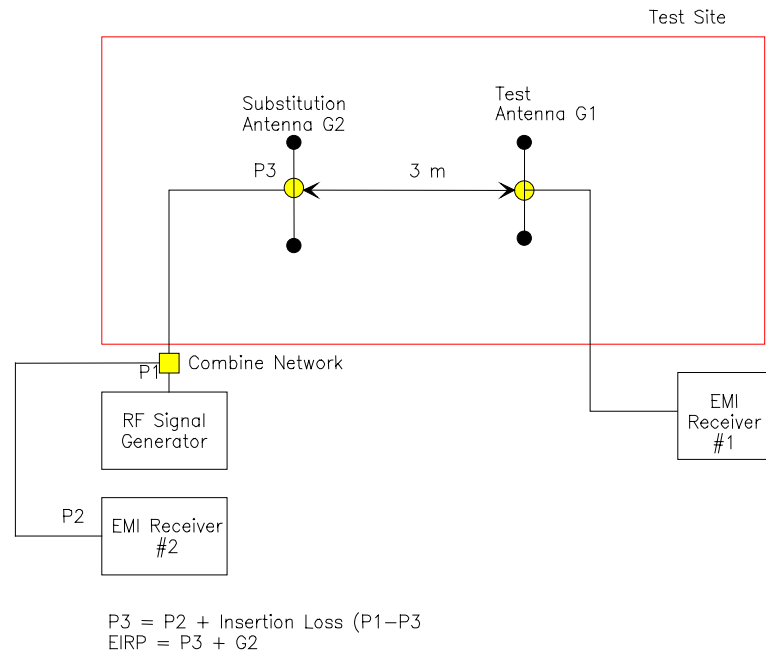 Test Site
Substitution
Antenna G2
Test
Antenna G1
P3
3 m
P1
Combine Network
RF Signal
Generator
EMI
Receiver
#1
P2
EMI Receiver
#2
P3 = P2 + Insertion Loss (P1-P3
EIRP = P3 + G2